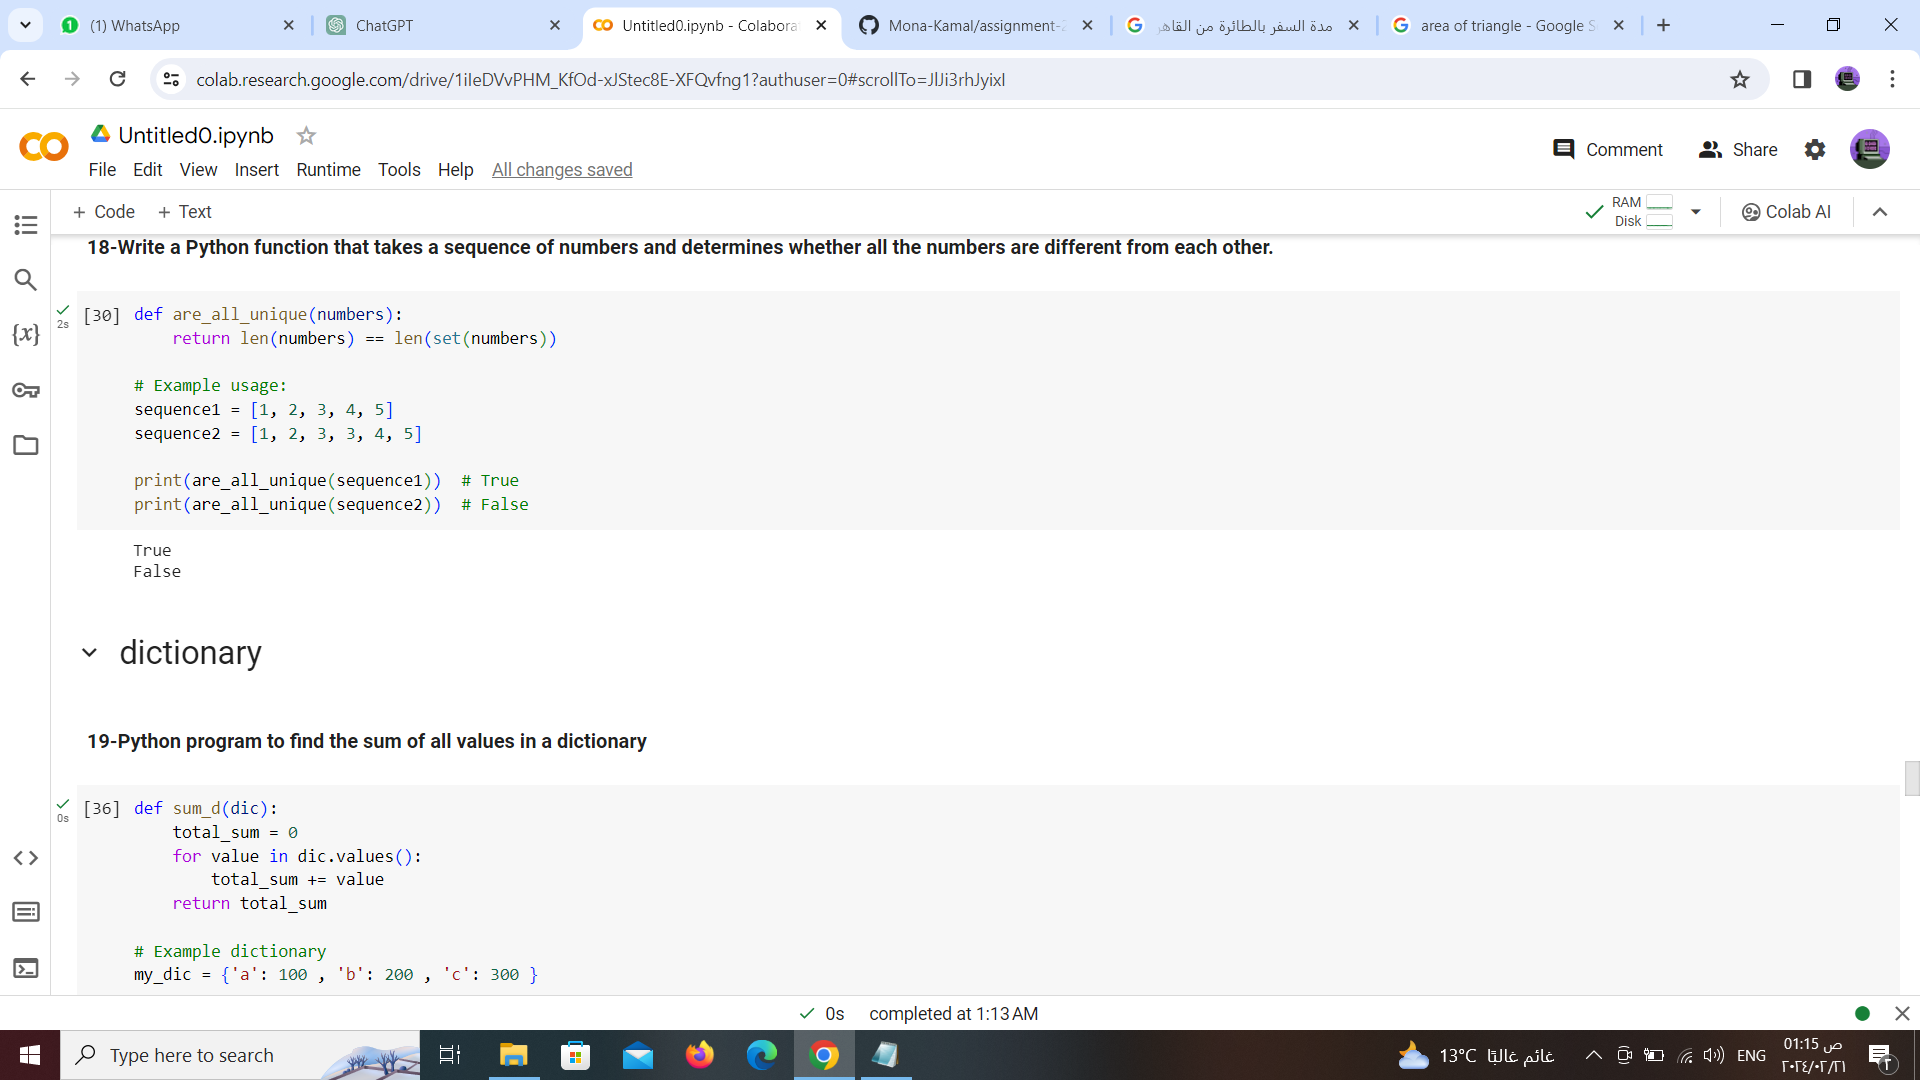 (1) WhatsApp
ChatGPT
Untitled0.ipynb - Colabora
Mona-Kamal/assignment-2
مدة السفر بالطائرة من القاهر
area of triangle - Google S
colab.research.google.com/drive/1iIeDVvPHM_KfOd-xJStec8E-XFQvfng1?authuser=0#scrollTo=JlJi3rhJyixI
Untitled0.ipynb
Comment
Share
File Edit View Insert Runtime Tools Help All changes saved
+ Code + Text
RAM
Disk
Colab AI
18-Write a Python function that takes a sequence of numbers and determines whether all the numbers are different from each other.
[30] def are_all_unique(numbers):
2s
return len(numbers) == len(set(numbers))
# Example usage:
sequence1 = [1, 2, 3, 4, 5]
sequence2 = [1, 2, 3, 3, 4, 5]
print(are_all_unique(sequence1))  # True
print(are_all_unique(sequence2))  # False
True
False
dictionary
19-Python program to find the sum of all values in a dictionary
[36] def sum_d(dic):
0s
total_sum = 0
for value in dic.values():
total_sum += value
return total_sum
# Example dictionary
my_dic = {'a': 100 , 'b': 200 , 'c': 300 }
0s completed at 1:13 AM
Type here to search
13°C غائم غالبًا
ENG
01:15 ص
٢٠٢٤/٠٢/٢١
٢